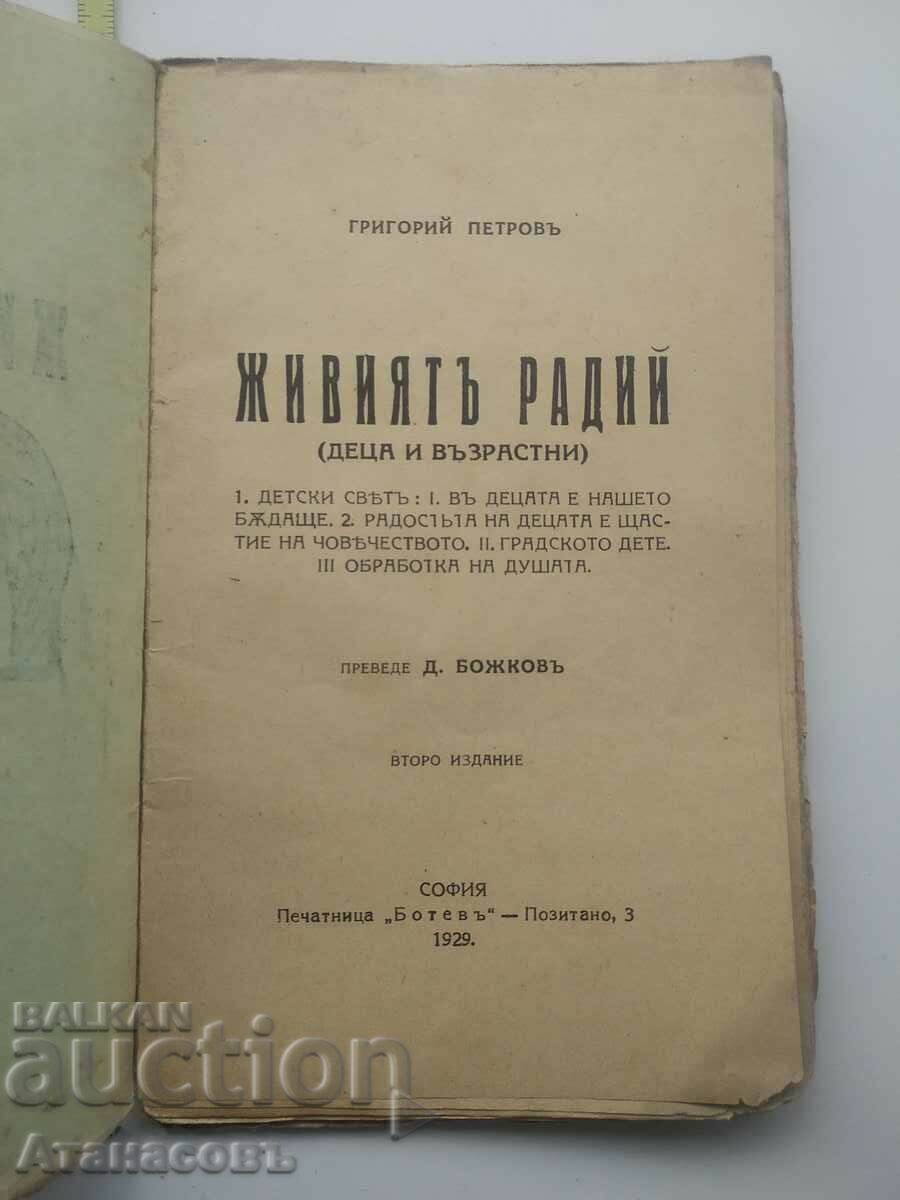 ГРИГОРИЙ ПЕТРОВЪ
ЖИВИЯТЪ РАДИЙ
(ДЕЦА И ВЪЗРАСТНИ)
1. ДЕТСКИ СВѢТЪ: I. ВЪ ДЕЦАТА Е НАШЕТО
БѪДАЩЕ. 2. РАДОСТЬТА НА ДЕЦАТА Е ЩАС-
ТИЕ НА ЧОВѢЧЕСТВОТО. II. ГРАДСКОТО ДЕТЕ.
III ОБРАБОТКА НА ДУШАТА.
ПРЕВЕДЕ Д. БОЖКОВЪ
ВТОРО ИЗДАНИЕ
СОФИЯ
Печатница „Ботевъ“ — Позитано, 3
1929.
BALKAN
auction
Атанасовъ